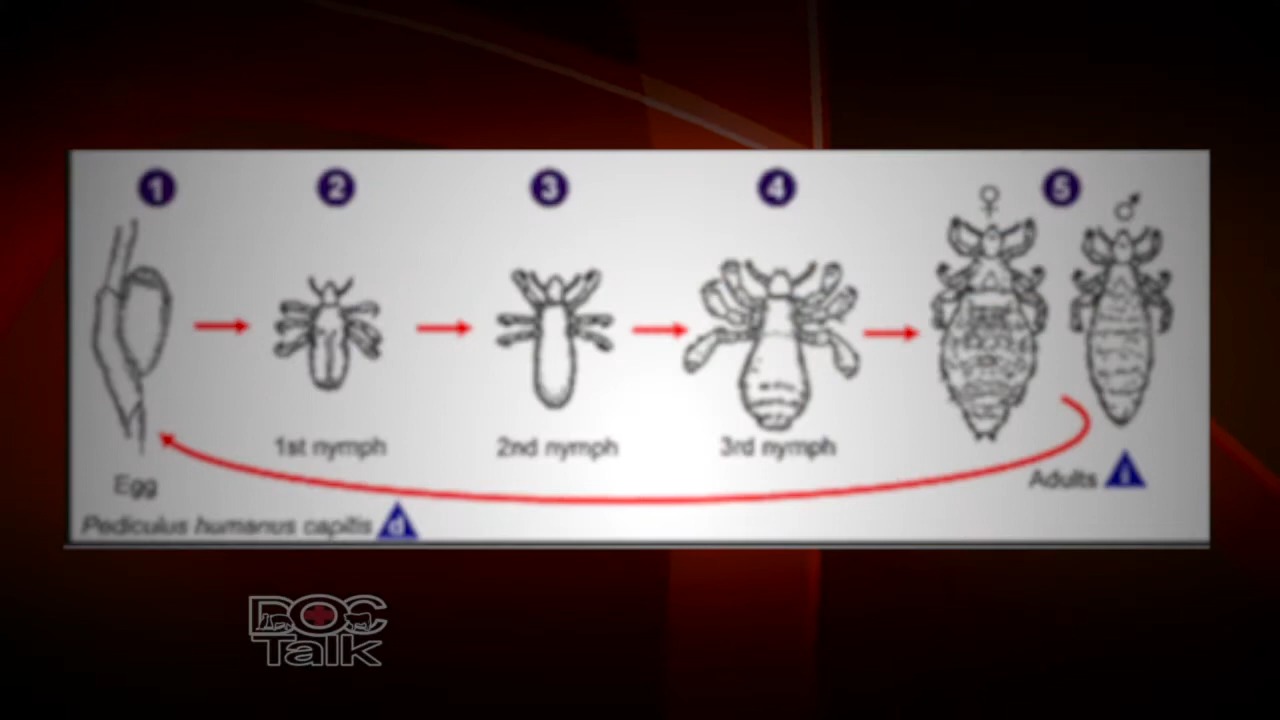 1 2 3 4 5
♀ ♂
1st nymph 2nd nymph 3rd nymph
Egg Adults i
Pediculus humanus capitis d
DOC
Talk